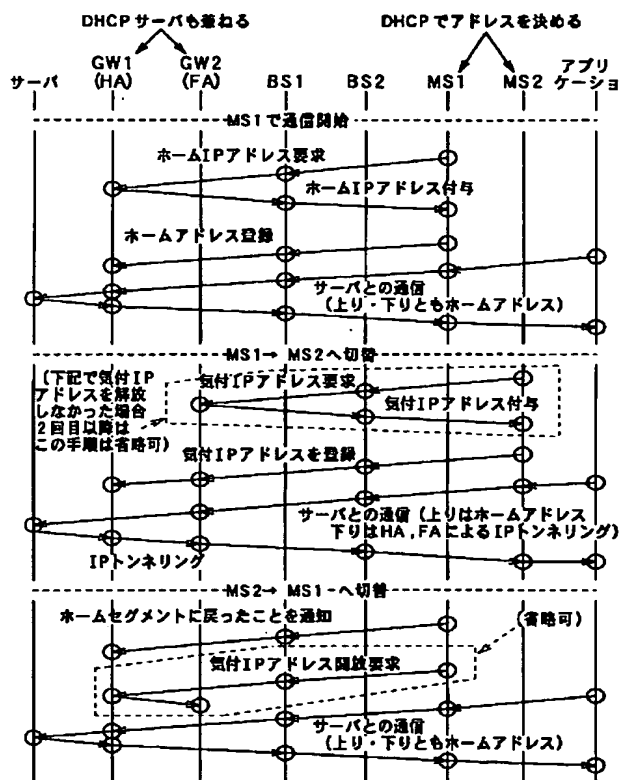 DHCPサーバも兼ねる
DHCPでアドレスを決める
サーバ
GW1
(HA)
GW2
(FA)
BS1
BS2
MS1
MS2
アプリ
ケーショ
MS1で通信開始
ホームIPアドレス要求
ホームIPアドレス付与
ホームアドレス登録
サーバとの通信
(上り・下りともホームアドレス)
MS1→MS2へ切替
(下記で気付IP
アドレスを解放
しなかった場合
2回目以降は
この手順は省略可)
気付IPアドレス要求
気付IPアドレス付与
気付IPアドレスを登録
サーバとの通信(上りはホームアドレス
下りはHA,FAによるIPトンネリング)
IPトンネリング
MS2→MS1へ切替
ホームセグメントに戻ったことを通知
(省略可)
気付IPアドレス開放要求
サーバとの通信
(上り・下りともホームアドレス)